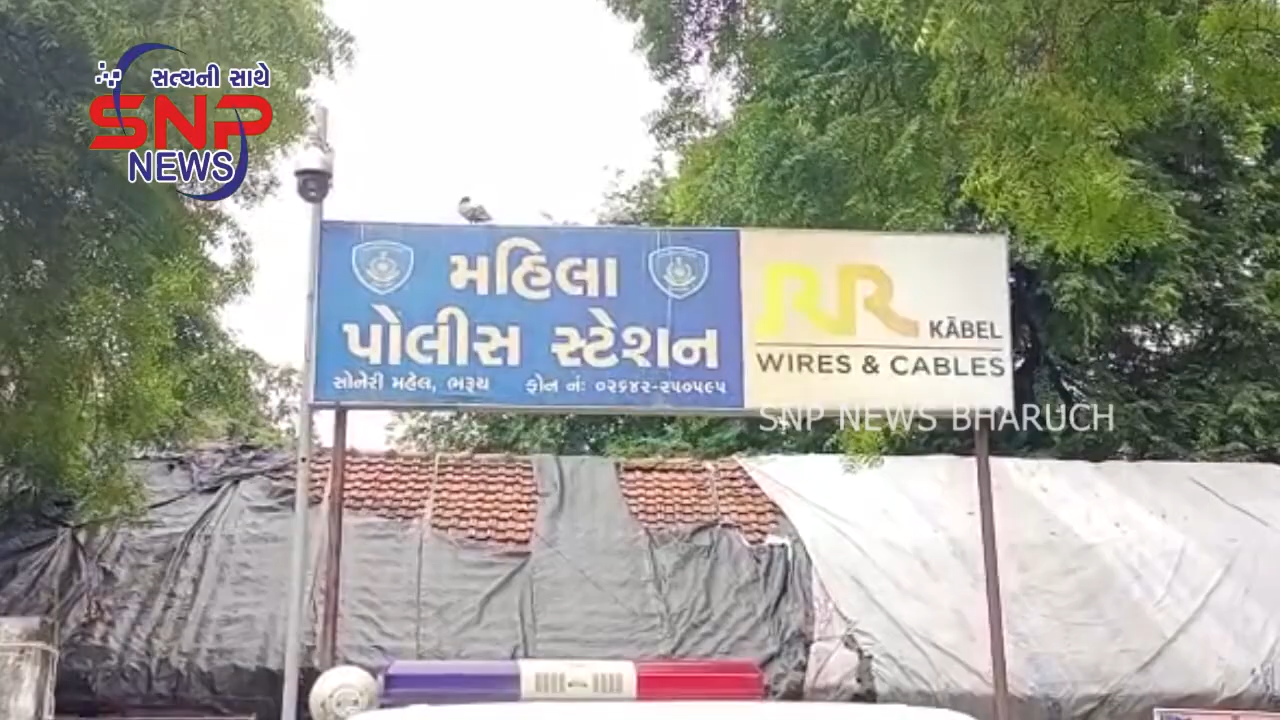 સત્યની સાથે
SNP
NEWS
મહિલા
પોલીસ સ્ટેશન
સોનેરી મહેલ, ભરૂચ ફોન નં: ૦૨૬૪૨-૨૫૦૫૯૫
RR KĀBEL
WIRES & CABLES
SNP NEWS BHARUCH